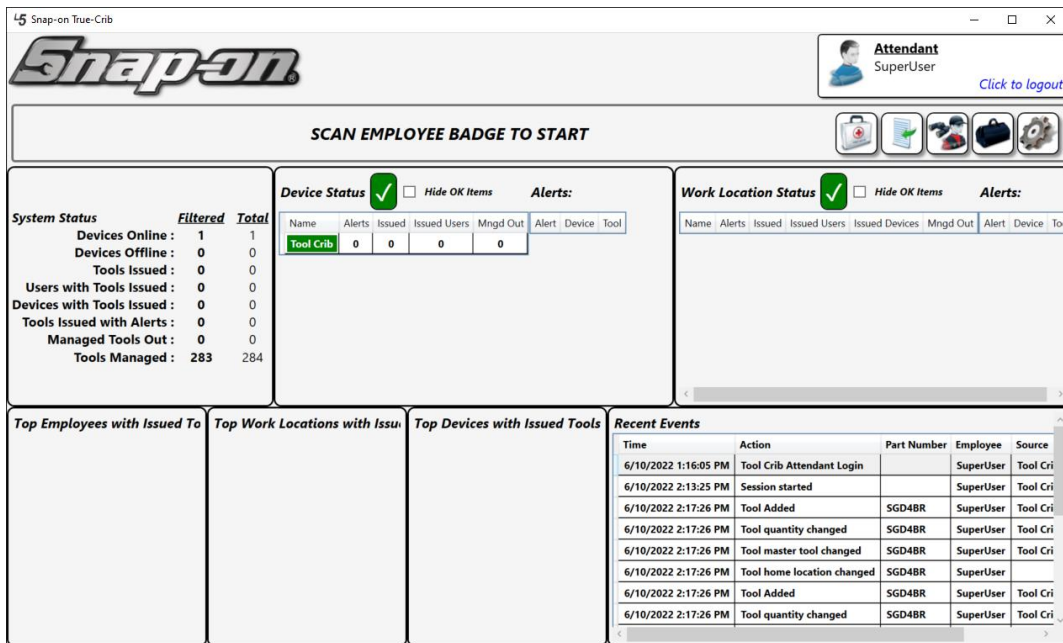 Snap-on True-Crib
Snap-on
Attendant
SuperUser
Click to logout
SCAN EMPLOYEE BADGE TO START
System Status Filtered Total
Devices Online : 1 1
Devices Offline : 0 0
Tools Issued : 0 0
Users with Tools Issued : 0 0
Devices with Tools Issued : 0 0
Tools Issued with Alerts : 0 0
Managed Tools Out : 0 0
Tools Managed : 283 284
Device Status Hide OK Items Alerts:
Name Alerts Issued Issued Users Mngd Out Alert Device Tool
Tool Crib 0 0 0 0
Work Location Status Hide OK Items Alerts:
Name Alerts Issued Issued Users Issued Devices Mngd Out Alert Device To
Top Employees with Issued To
Top Work Locations with Issu
Top Devices with Issued Tools
Recent Events
Time Action Part Number Employee Source
6/10/2022 1:16:05 PM Tool Crib Attendant Login SuperUser Tool Cri
6/10/2022 2:13:25 PM Session started SuperUser Tool Cri
6/10/2022 2:17:26 PM Tool Added SGD4BR SuperUser Tool Cri
6/10/2022 2:17:26 PM Tool quantity changed SGD4BR SuperUser Tool Cri
6/10/2022 2:17:26 PM Tool master tool changed SGD4BR SuperUser Tool Cri
6/10/2022 2:17:26 PM Tool home location changed SGD4BR SuperUser
6/10/2022 2:17:26 PM Tool Added SGD4BR SuperUser Tool Cri
6/10/2022 2:17:26 PM Tool quantity changed SGD4BR SuperUser Tool Cri